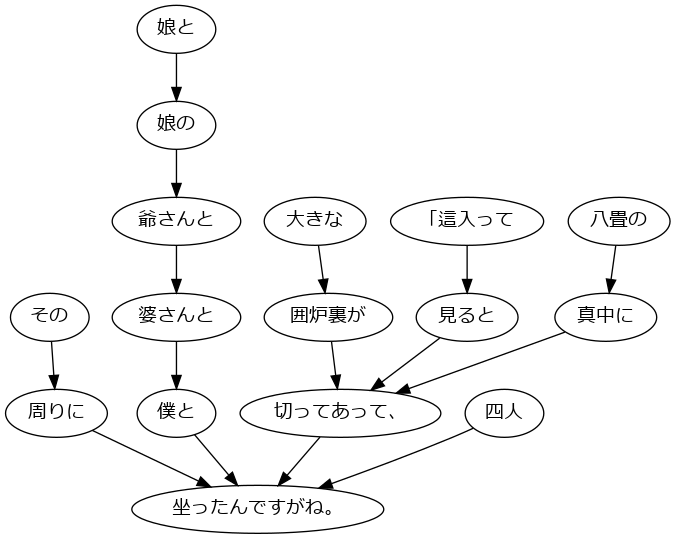 娘と
娘の
爺さんと
大きな
「這入って
八畳の
その
婆さんと
囲炉裏が
見ると
真中に
周りに
僕と
切ってあって、
四人
坐ったんですがね。